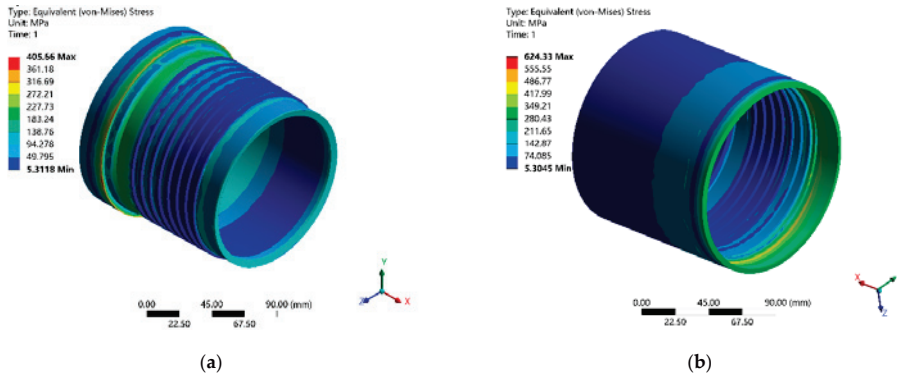 Type: Equivalent (von-Mises) Stress
Unit: MPa
Time: 1
405.66 Max
361.18
316.69
272.21
227.73
183.24
138.76
94.278
49.795
5.3118 Min
0.00 45.00 90.00 (mm)
22.50 67.50
Y
Z X
(a)
Type: Equivalent (von-Mises) Stress
Unit: MPa
Time: 1
624.33 Max
555.55
486.77
417.99
349.21
280.43
211.65
142.87
74.085
5.3045 Min
0.00 45.00 90.00 (mm)
22.50 67.50
X
Z
(b)